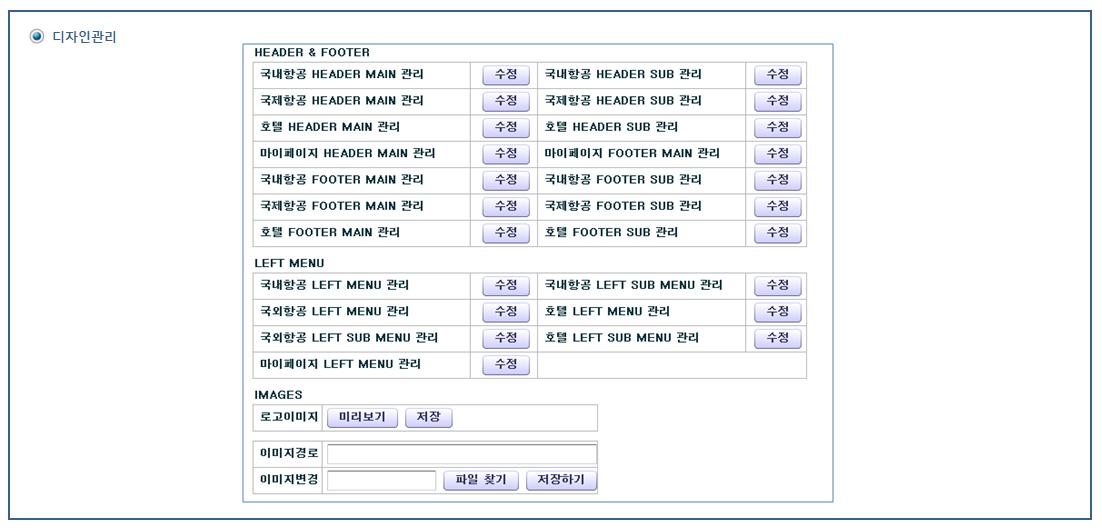 디자인관리
HEADER & FOOTER
국내항공 HEADER MAIN 관리 수정 국내항공 HEADER SUB 관리 수정
국제항공 HEADER MAIN 관리 수정 국제항공 HEADER SUB 관리 수정
호텔 HEADER MAIN 관리 수정 호텔 HEADER SUB 관리 수정
마이페이지 HEADER MAIN 관리 수정 마이페이지 FOOTER MAIN 관리 수정
국내항공 FOOTER MAIN 관리 수정 국내항공 FOOTER SUB 관리 수정
국제항공 FOOTER MAIN 관리 수정 국제항공 FOOTER SUB 관리 수정
호텔 FOOTER MAIN 관리 수정 호텔 FOOTER SUB 관리 수정
LEFT MENU
국내항공 LEFT MENU 관리 수정 국내항공 LEFT SUB MENU 관리 수정
국외항공 LEFT MENU 관리 수정 호텔 LEFT MENU 관리 수정
국외항공 LEFT SUB MENU 관리 수정 호텔 LEFT SUB MENU 관리 수정
마이페이지 LEFT MENU 관리 수정
IMAGES
로고이미지 미리보기 저장
이미지경로
이미지변경 파일 찾기 저장하기